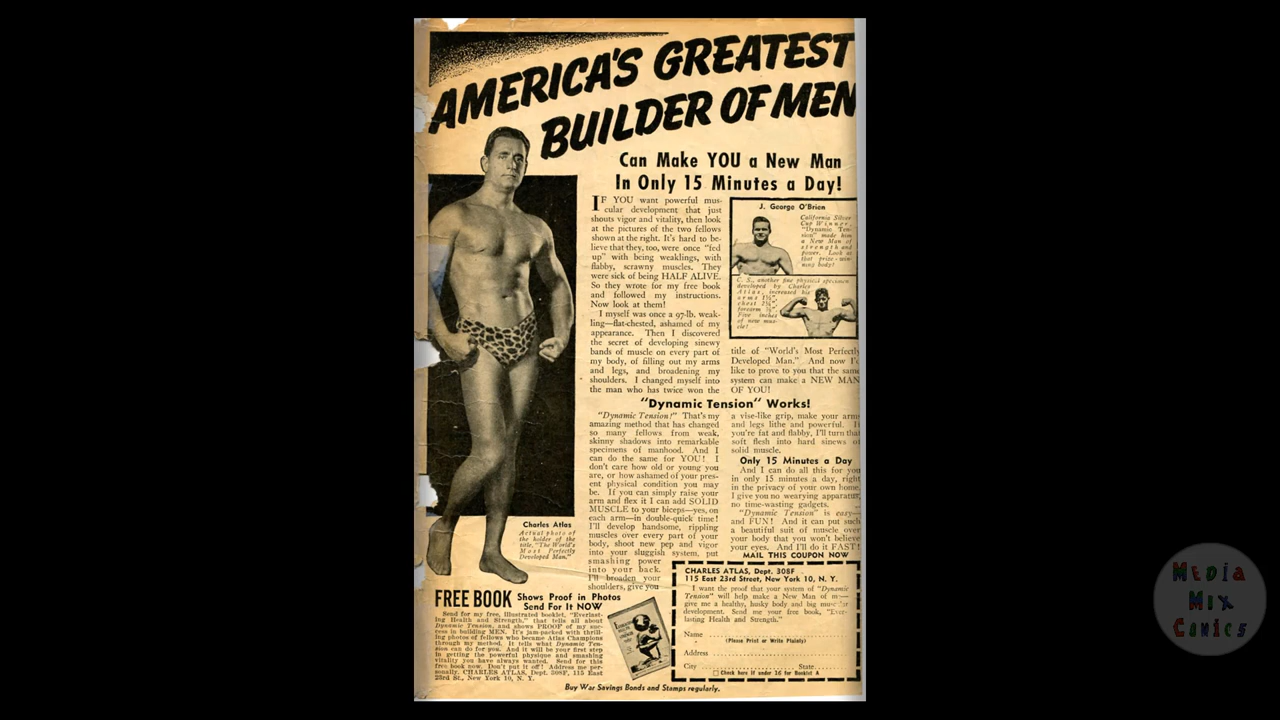 AMERICA'S GREATEST
BUILDER OF MEN
Can Make YOU a New Man
In Only 15 Minutes a Day!
IF YOU want powerful mus-
cular development that just
shouts vigor and vitality, then look
at the pictures of the two fellows
shown at the right. It's hard to be-
lieve that they, too, were once "fed
up" with being weaklings, with
flabby, scrawny muscles. They
were sick of being HALF ALIVE.
So they wrote for my free book
and followed my instructions.
Now look at them!
I myself was once a 97-lb. weak-
ling—flat-chested, ashamed of my
appearance. Then I discovered
the secret of developing sinewy
bands of muscle on every part of
my body, of filling out my arms
and legs, and broadening my
shoulders. I changed myself into
the man who has twice won the
J. George O'Brien
California Silver
Cup Winner.
"Dynamic Ten-
sion" made him
a New Man of
strength and
power. Look at
that prize-win-
ning body!
C. S., another fine physical specimen
developed by Charles
Atlas, increased his
arms 1½",
chest 2¼",
forearm ⅞".
Five inches
of new mus-
cle!
title of "World's Most Perfectly
Developed Man." And now I'd
like to prove to you that the same
system can make a NEW MAN
OF YOU!
"Dynamic Tension" Works!
"Dynamic Tension!" That's my
amazing method that has changed
so many fellows from weak,
skinny shadows into remarkable
specimens of manhood. And I
can do the same for YOU! I
don't care how old or young you
are, or how ashamed of your pres-
ent physical condition you may
be. If you can simply raise your
arm and flex it I can add SOLID
MUSCLE to your biceps—yes, on
each arm—in double-quick time!
I'll develop handsome, rippling
muscles over every part of your
body, shoot new pep and vigor
into your sluggish system, put
smashing power
into your back.
I'll broaden your
shoulders, give you
a vise-like grip, make your arms
and legs lithe and powerful. If
you're fat and flabby, I'll turn that
soft flesh into hard sinews of
solid muscle.
Only 15 Minutes a Day
And I can do all this for you
in only 15 minutes a day, right
in the privacy of your own home.
I give you no wearying apparatus,
no time-wasting gadgets.
"Dynamic Tension" is easy—
and FUN! And it can put such
a beautiful suit of muscle over
your body that you won't believe
your eyes. And I'll do it FAST!
MAIL THIS COUPON NOW
Charles Atlas
Actual photo of
the holder of the
title, "The World's
Most Perfectly
Developed Man."
FREE BOOK Shows Proof in Photos
Send For It NOW
Send for my free, illustrated booklet, "Everlast-
ing Health and Strength," that tells all about
Dynamic Tension, and shows PROOF of my suc-
cess in building MEN. It's jam-packed with thrill-
ing photos of fellows who became Atlas Champions
through my method. It tells what Dynamic Ten-
sion can do for you. And it will be your first step
in getting the powerful physique and smashing
vitality you have always wanted. Send for this
free book now. Don't put it off! Address me per-
sonally. CHARLES ATLAS, Dept. 308F, 115 East
23rd St., New York 10, N. Y.
CHARLES ATLAS, Dept. 308F
115 East 23rd Street, New York 10, N. Y.
I want the proof that your system of "Dynamic
Tension" will help make a New Man of me—
give me a healthy, husky body and big muscular
development. Send me your free book, "Ever-
lasting Health and Strength."
Name
(Please Print or Write Plainly)
Address
City State
Check here if under 16 for Booklet A
Buy War Savings Bonds and Stamps regularly.
MEDIA
MIX
COMICS